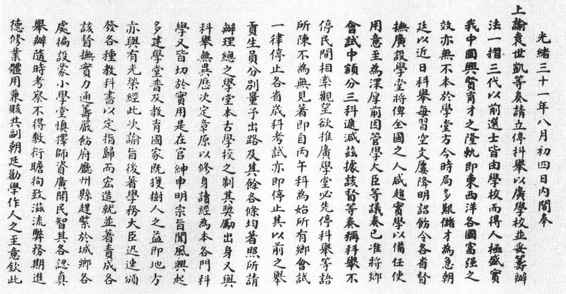 光緒三十一年八月初四日內閣奉
上諭袁世凱等奏請立停科舉以廣學校並妥籌辦
法一摺三代以前選士皆由學校而得人極盛實
我中國興賢育才之隆軌即東西洋各國富強之
效亦無不本於學堂方今時局多艱儲才為急朝
廷以近日科舉每習空文屢降明詔飭令各省督
撫廣設學堂將俾全國之人咸趨實學以備任使
用意至為深厚前因管學大臣等議奏已准將鄉
會試中額分三科遞減茲據該督等奏稱科舉不
停民間相率觀望欲推廣學堂必先停科舉等語
所陳不為無見著即自丙午科為始所有鄉會試
一律停止各省歲科考試亦即停止其以前之舉
貢生員分別量予出路及其餘各條均著照所請
辦理總之學堂本古學校之制其獎勵出身又與
科舉無異歷次定章原以修身讀經為本各門科
學又皆切於實用是在官紳申明宗旨聞風興起
多建學堂普及教育國家既獲樹人之益即地方
亦與有光榮經此次諭旨後著學務大臣迅速頒
發各種教科書以定指歸而宏造就並著責成各
該督撫實力通籌嚴飭府廳州縣趕緊於城鄉各
處徧設蒙小學堂慎擇師資廣開民智其各認真
舉辦隨時考察不得敷衍瞻徇致滋流弊務期進
德修業體用兼賅共副朝廷勸學作人之至意欽此